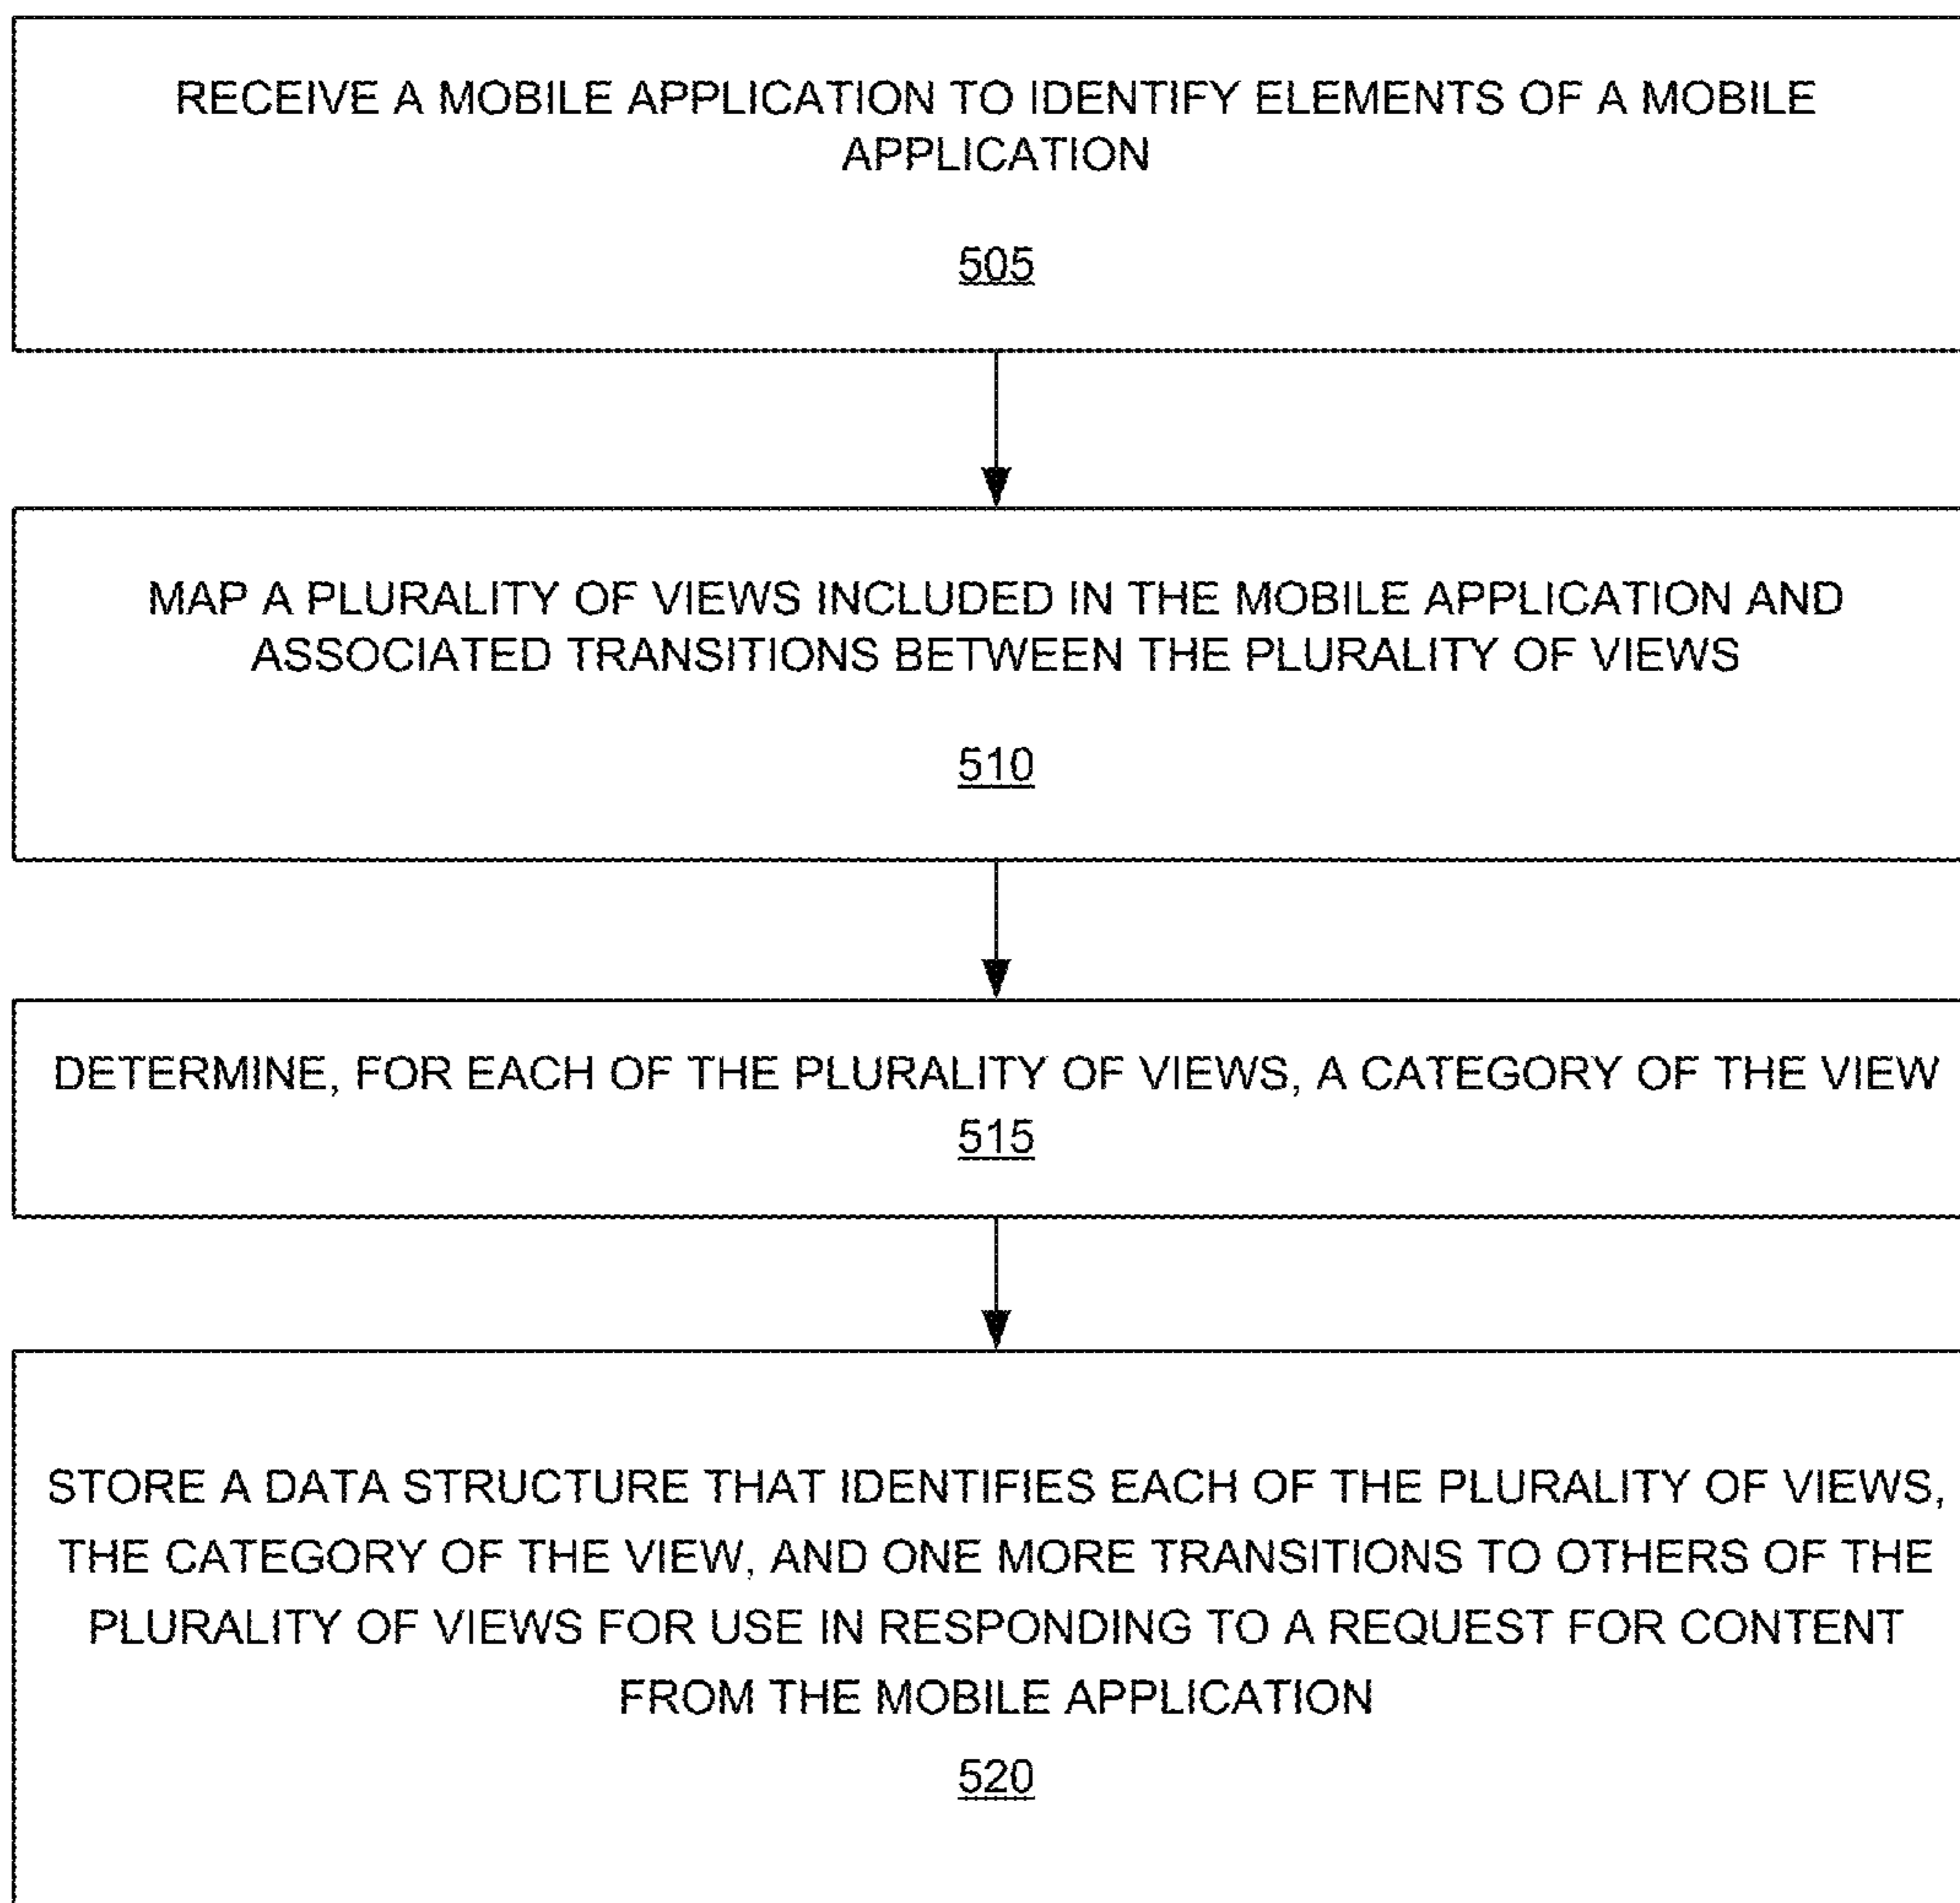 RECEIVE A MOBILE APPLICATION TO IDENTIFY ELEMENTS OF A MOBILE
APPLICATION
505
MAP A PLURALITY OF VIEWS INCLUDED IN THE MOBILE APPLICATION AND
ASSOCIATED TRANSITIONS BETWEEN THE PLURALITY OF VIEWS
510
DETERMINE, FOR EACH OF THE PLURALITY OF VIEWS, A CATEGORY OF THE VIEW
515
STORE A DATA STRUCTURE THAT IDENTIFIES EACH OF THE PLURALITY OF VIEWS,
THE CATEGORY OF THE VIEW, AND ONE MORE TRANSITIONS TO OTHERS OF THE
PLURALITY OF VIEWS FOR USE IN RESPONDING TO A REQUEST FOR CONTENT
FROM THE MOBILE APPLICATION
520